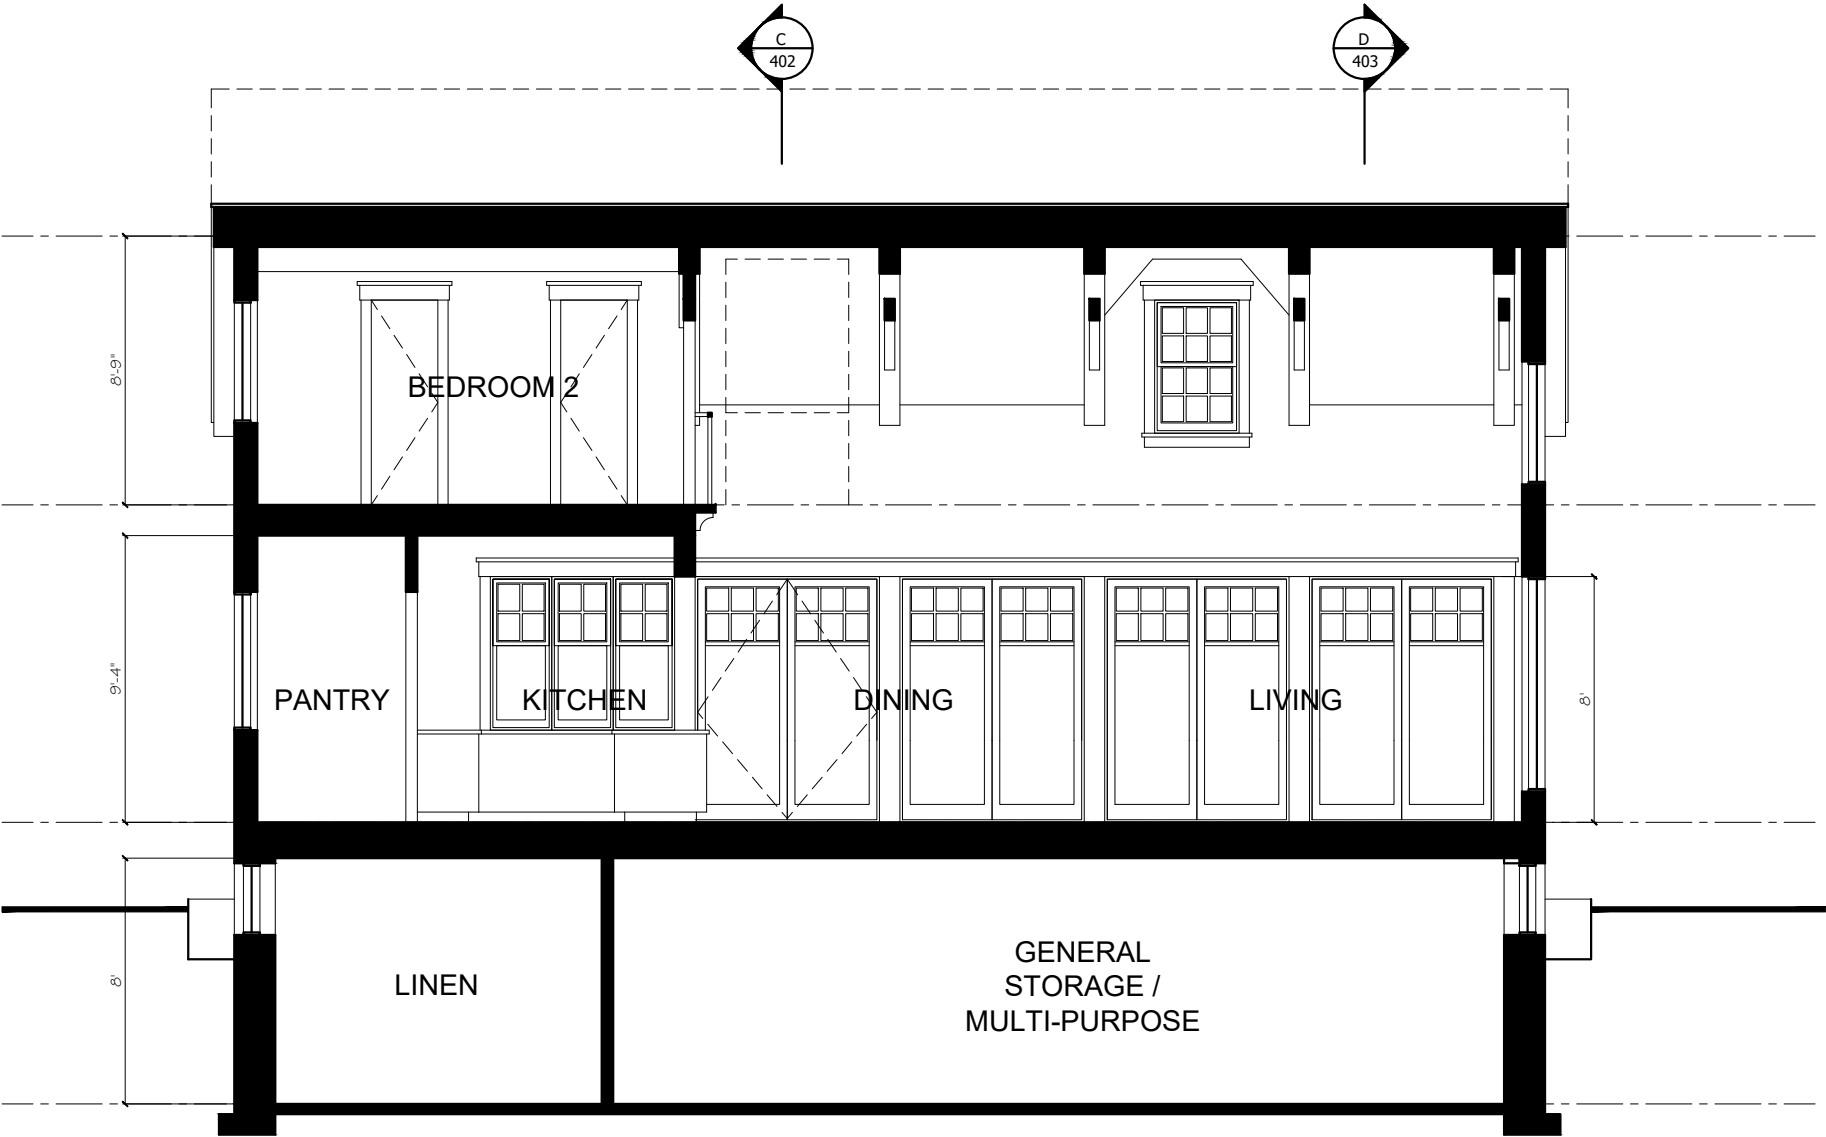 C
402
D
403
8'-9"
BEDROOM 2
9'-4"
PANTRY
KITCHEN
DINING
LIVING
8'
8'
LINEN
GENERAL
STORAGE /
MULTI-PURPOSE